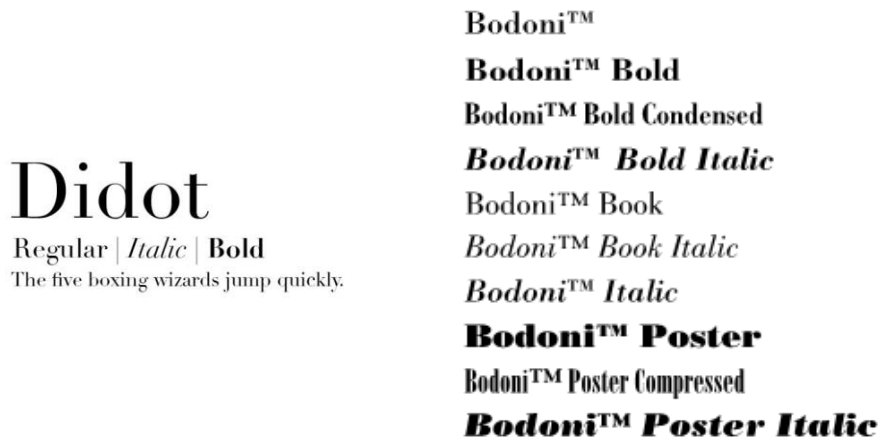 Didot
Regular | Italic | Bold
The five boxing wizards jump quickly.
Bodoni™
Bodoni™ Bold
Bodoni™ Bold Condensed
Bodoni™ Bold Italic
Bodoni™ Book
Bodoni™ Book Italic
Bodoni™ Italic
Bodoni™ Poster
Bodoni™ Poster Compressed
Bodoni™ Poster Italic